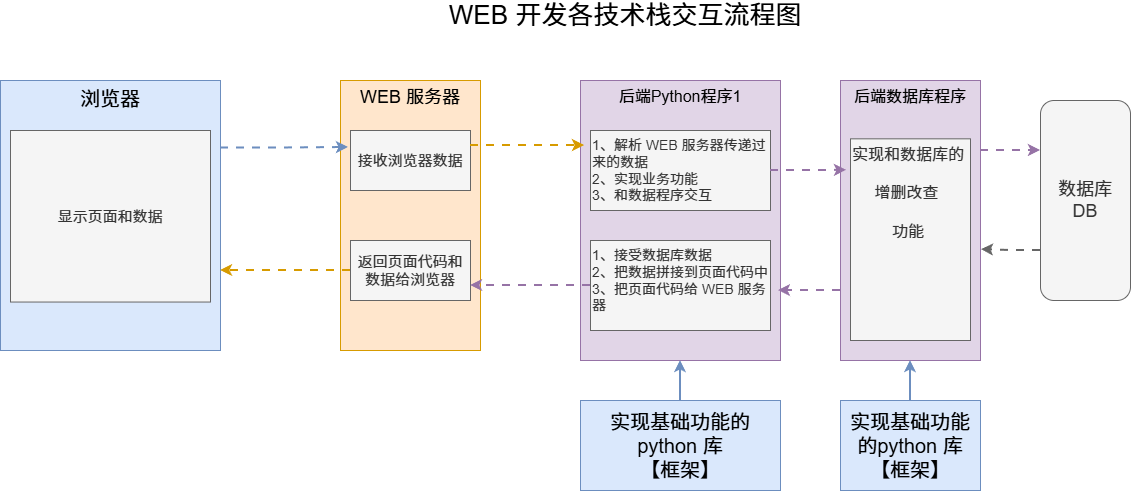 WEB 开发各技术栈交互流程图
浏览器
显示页面和数据
WEB 服务器
接收浏览器数据
返回页面代码和
数据给浏览器
后端Python程序1
1、解析 WEB 服务器传递过
来的数据
2、实现业务功能
3、和数据程序交互
1、接受数据库数据
2、把数据拼接到页面代码中
3、把页面代码给 WEB 服务
器
后端数据库程序
实现和数据库的
增删改查
功能
数据库
DB
实现基础功能的
python 库
【框架】
实现基础功能
的python 库
【框架】